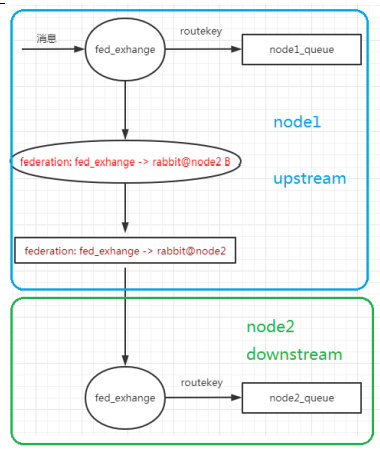 消息
fed_exhange
routekey
node1_queue
node1
federation: fed_exhange -> rabbit@node2 B
upstream
federation: fed_exhange -> rabbit@node2
node2
downstream
fed_exhange
routekey
node2_queue